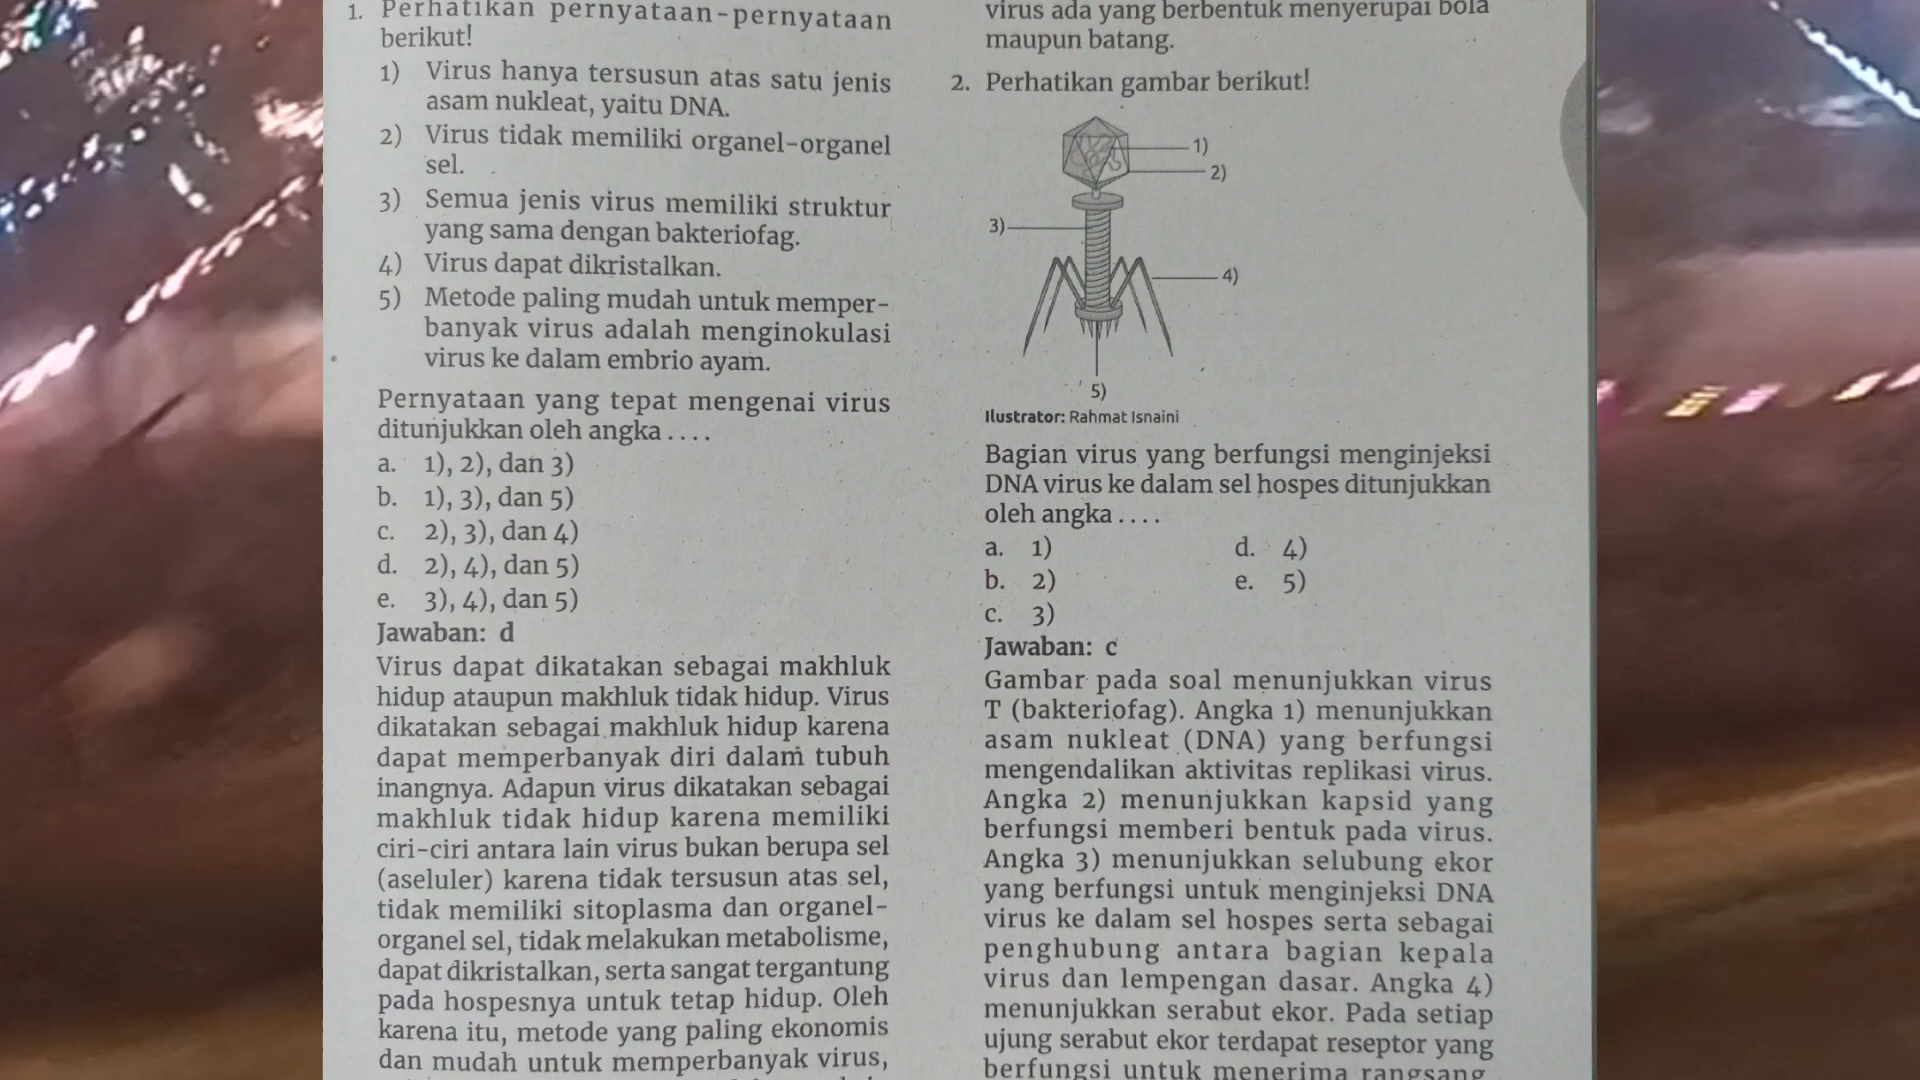 1. Perhatikan pernyataan-pernyataan
berikut!
1) Virus hanya tersusun atas satu jenis
asam nukleat, yaitu DNA.
2) Virus tidak memiliki organel-organel
sel.
3) Semua jenis virus memiliki struktur
yang sama dengan bakteriofag.
4) Virus dapat dikristalkan.
5) Metode paling mudah untuk memper-
banyak virus adalah menginokulasi
virus ke dalam embrio ayam.
Pernyataan yang tepat mengenai virus
ditunjukkan oleh angka . . . .
a. 1), 2), dan 3)
b. 1), 3), dan 5)
c. 2), 3), dan 4)
d. 2), 4), dan 5)
e. 3), 4), dan 5)
Jawaban: d
Virus dapat dikatakan sebagai makhluk
hidup ataupun makhluk tidak hidup. Virus
dikatakan sebagai makhluk hidup karena
dapat memperbanyak diri dalam tubuh
inangnya. Adapun virus dikatakan sebagai
makhluk tidak hidup karena memiliki
ciri-ciri antara lain virus bukan berupa sel
(aseluler) karena tidak tersusun atas sel,
tidak memiliki sitoplasma dan organel-
organel sel, tidak melakukan metabolisme,
dapat dikristalkan, serta sangat tergantung
pada hospesnya untuk tetap hidup. Oleh
karena itu, metode yang paling ekonomis
dan mudah untuk memperbanyak virus,
virus ada yang berbentuk menyerupai bola
maupun batang.
2. Perhatikan gambar berikut!
1)
2)
3)
4)
5)
Ilustrator: Rahmat Isnaini
Bagian virus yang berfungsi menginjeksi
DNA virus ke dalam sel hospes ditunjukkan
oleh angka . . . .
a. 1) d. 4)
b. 2) e. 5)
c. 3)
Jawaban: c
Gambar pada soal menunjukkan virus
T (bakteriofag). Angka 1) menunjukkan
asam nukleat (DNA) yang berfungsi
mengendalikan aktivitas replikasi virus.
Angka 2) menunjukkan kapsid yang
berfungsi memberi bentuk pada virus.
Angka 3) menunjukkan selubung ekor
yang berfungsi untuk menginjeksi DNA
virus ke dalam sel hospes serta sebagai
penghubung antara bagian kepala
virus dan lempengan dasar. Angka 4)
menunjukkan serabut ekor. Pada setiap
ujung serabut ekor terdapat reseptor yang
berfungsi untuk menerima rangsang